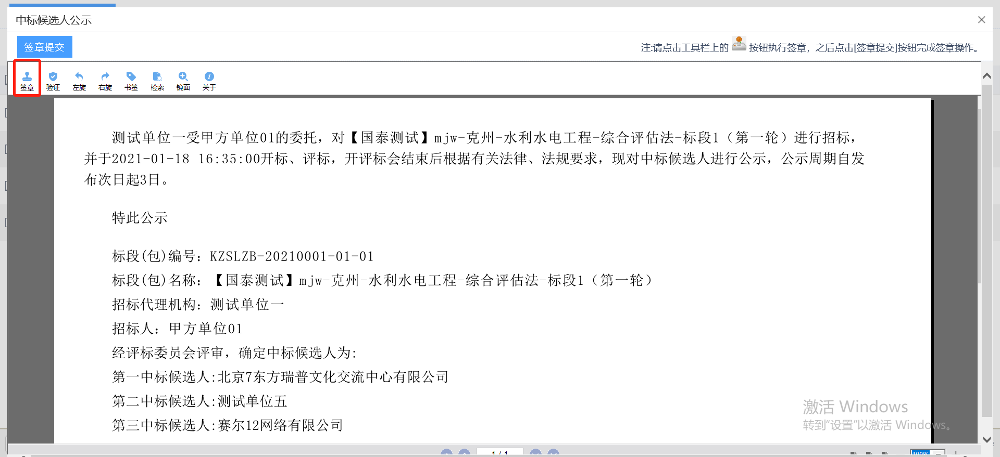 中标候选人公示
签章提交
注:请点击工具栏上的 按钮执行签章，之后点击[签章提交]按钮完成签章操作。
签章 验证 左旋 右旋 书签 检索 镜面 关于
测试单位一受甲方单位01的委托，对【国泰测试】mjw-克州-水利水电工程-综合评估法-标段1（第一轮）进行招标，
并于2021-01-18 16:35:00开标、评标，开评标会结束后根据有关法律、法规要求，现对中标候选人进行公示，公示周期自发
布次日起3日。
特此公示
标段(包)编号：KZSLZB-20210001-01-01
标段(包)名称：【国泰测试】mjw-克州-水利水电工程-综合评估法-标段1（第一轮）
招标代理机构：测试单位一
招标人：甲方单位01
经评标委员会评审，确定中标候选人为:
第一中标候选人:北京7东方瑞普文化交流中心有限公司
第二中标候选人:测试单位五
第三中标候选人:赛尔12网络有限公司
激活 Windows
转到“设置”以激活 Windows。
1 / 1
100%